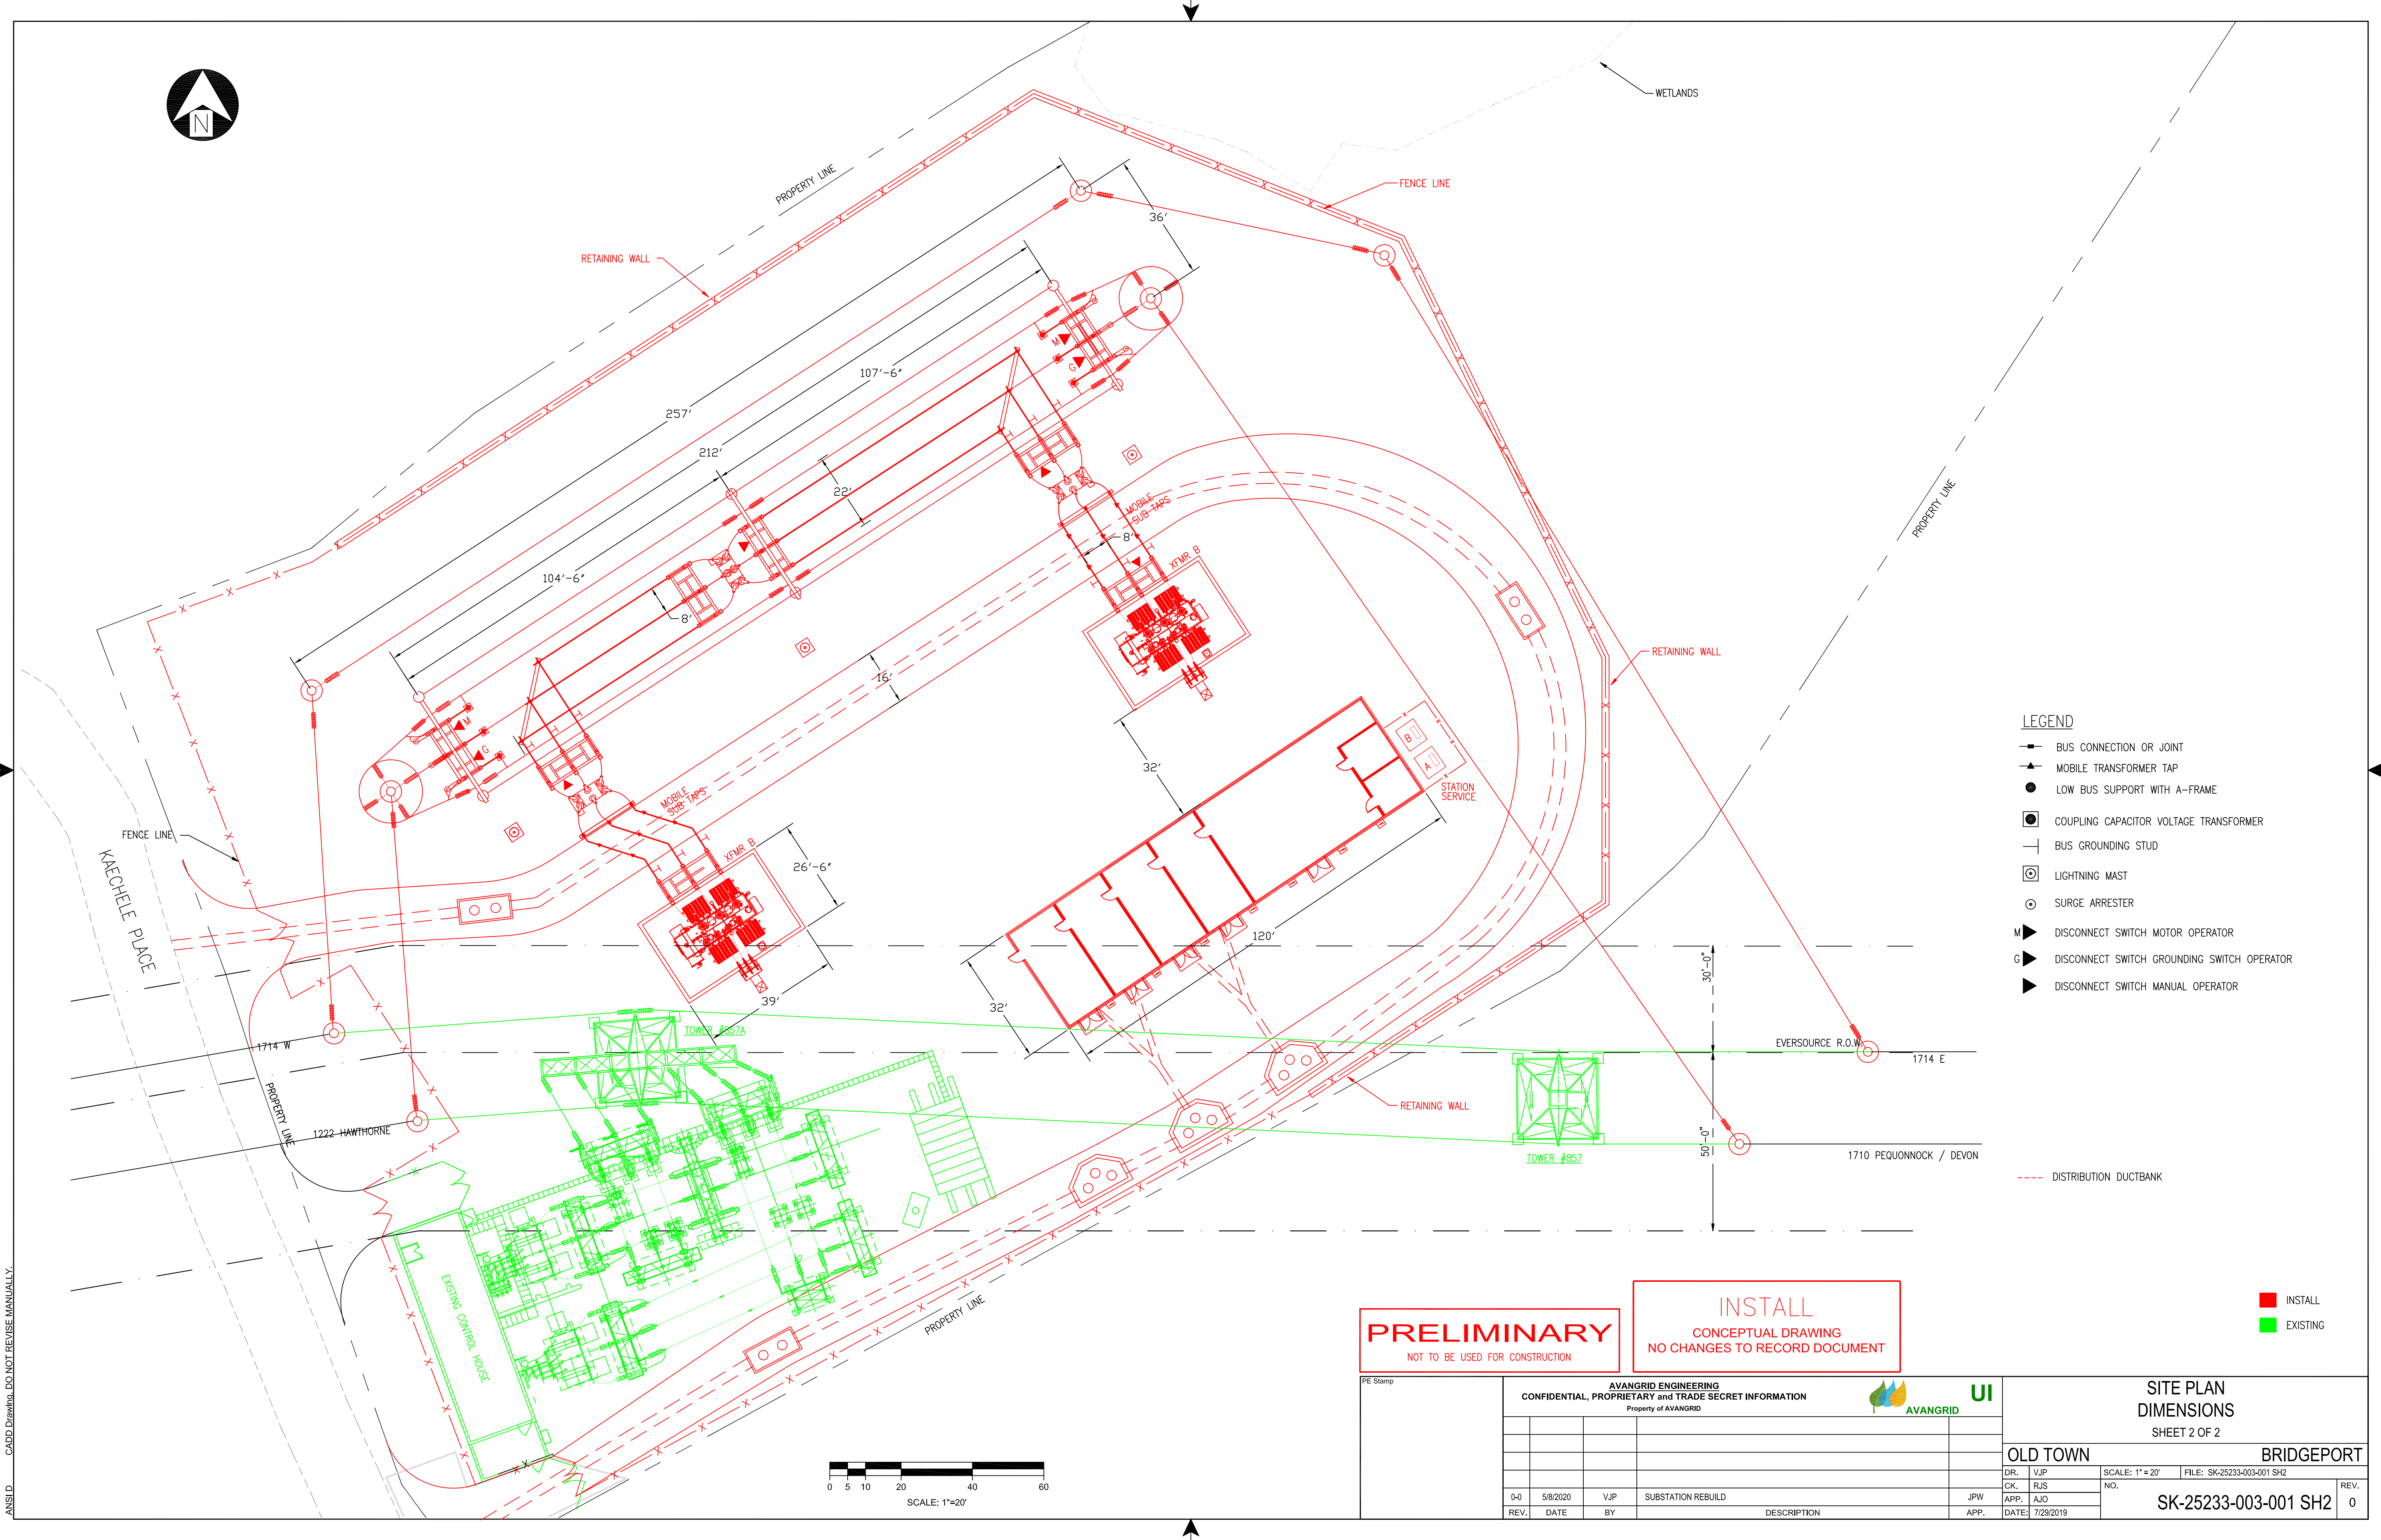 N
WETLANDS
PROPERTY LINE
FENCE LINE
36'
RETAINING WALL
M
G
107'-6"
257'
212'
22'
MOBILE
SUB TAPS
8'
XFMR B
PROPERTY LINE
104'-6"
8'
16'
RETAINING WALL
M
G
32'
B
A
STATION
SERVICE
MOBILE
SUB TAPS
FENCE LINE
XFMR B
26'-6"
KAECHELE PLACE
120'
39'
32'
30'-0"
TOWER #857A
1714 W
EVERSOURCE R.O.W.
1714 E
PROPERTY LINE
1222 HAWTHORNE
RETAINING WALL
50'-0"
TOWER #857
1710 PEQUONNOCK / DEVON
EXISTING CONTROL HOUSE
PROPERTY LINE
LEGEND
BUS CONNECTION OR JOINT
MOBILE TRANSFORMER TAP
LOW BUS SUPPORT WITH A-FRAME
COUPLING CAPACITOR VOLTAGE TRANSFORMER
BUS GROUNDING STUD
LIGHTNING MAST
SURGE ARRESTER
M DISCONNECT SWITCH MOTOR OPERATOR
G DISCONNECT SWITCH GROUNDING SWITCH OPERATOR
DISCONNECT SWITCH MANUAL OPERATOR
DISTRIBUTION DUCTBANK
INSTALL
EXISTING
PRELIMINARY
NOT TO BE USED FOR CONSTRUCTION
INSTALL
CONCEPTUAL DRAWING
NO CHANGES TO RECORD DOCUMENT
0 5 10 20 40 60
SCALE: 1"=20'
PE Stamp
AVANGRID ENGINEERING
CONFIDENTIAL, PROPRIETARY and TRADE SECRET INFORMATION
Property of AVANGRID
AVANGRID
UI
0-0 5/8/2020 VJP SUBSTATION REBUILD JPW
REV. DATE BY DESCRIPTION APP.
SITE PLAN
DIMENSIONS
SHEET 2 OF 2
OLD TOWN BRIDGEPORT
DR. VJP SCALE: 1" = 20' FILE: SK-25233-003-001 SH2
CK. RJS NO. REV.
APP. AJO SK-25233-003-001 SH2 0
DATE: 7/29/2019
ANSI D CADD Drawing. DO NOT REVISE MANUALLY.